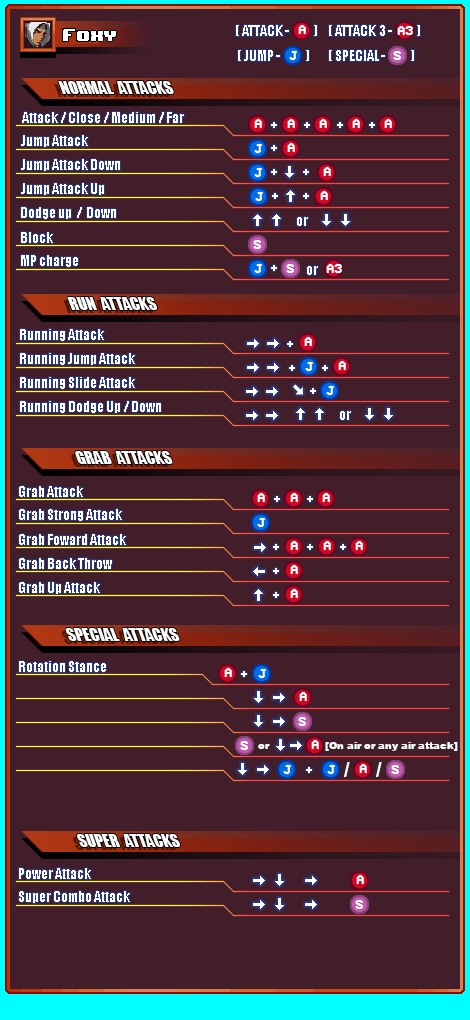 Foxy
[ ATTACK - A ] [ ATTACK 3 - A3 ]
[ JUMP - J ] [ SPECIAL - S ]
NORMAL ATTACKS
Attack / Close / Medium / Far A + A + A + A + A
Jump Attack J + A
Jump Attack Down J + ↓ + A
Jump Attack Up J + ↑ + A
Dodge up / Down ↑ ↑ or ↓ ↓
Block S
MP charge J + S or A3
RUN ATTACKS
Running Attack → → + A
Running Jump Attack → → + J + A
Running Slide Attack → → ↘ + J
Running Dodge Up / Down → → ↑ ↑ or ↓ ↓
GRAB ATTACKS
Grab Attack A + A + A
Grab Strong Attack J
Grab Foward Attack → + A + A + A
Grab Back Throw ← + A
Grab Up Attack ↑ + A
SPECIAL ATTACKS
Rotation Stance A + J
↓ → A
↓ → S
S or ↓ → A [On air or any air attack]
↓ → J + J / A / S
SUPER ATTACKS
Power Attack → ↓ → A
Super Combo Attack → ↓ → S